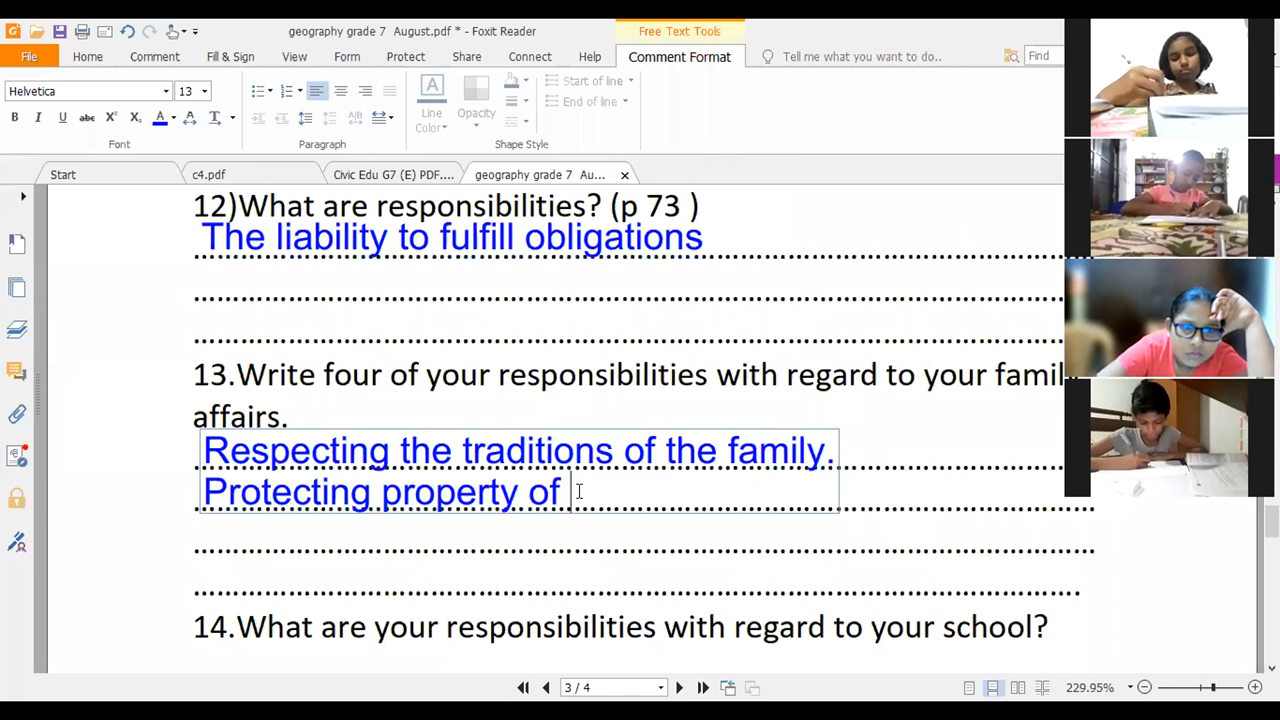 geography grade 7 August.pdf * - Foxit Reader
Free Text Tools
File Home Comment Fill & Sign View Form Protect Share Connect Help Comment Format Tell me what you want to do.. Find
Helvetica 13
Line Color
Opacity
Start of line
End of line
B I U abc X² X₂ A A T
Font Paragraph Shape Style
Start c4.pdf Civic Edu G7 (E) PDF.... geography grade 7 Au...
12)What are responsibilities? (p 73 )
The liability to fulfill obligations
13.Write four of your responsibilities with regard to your famil
affairs.
Respecting the traditions of the family.
Protecting property of
14.What are your responsibilities with regard to your school?
3 / 4
229.95%